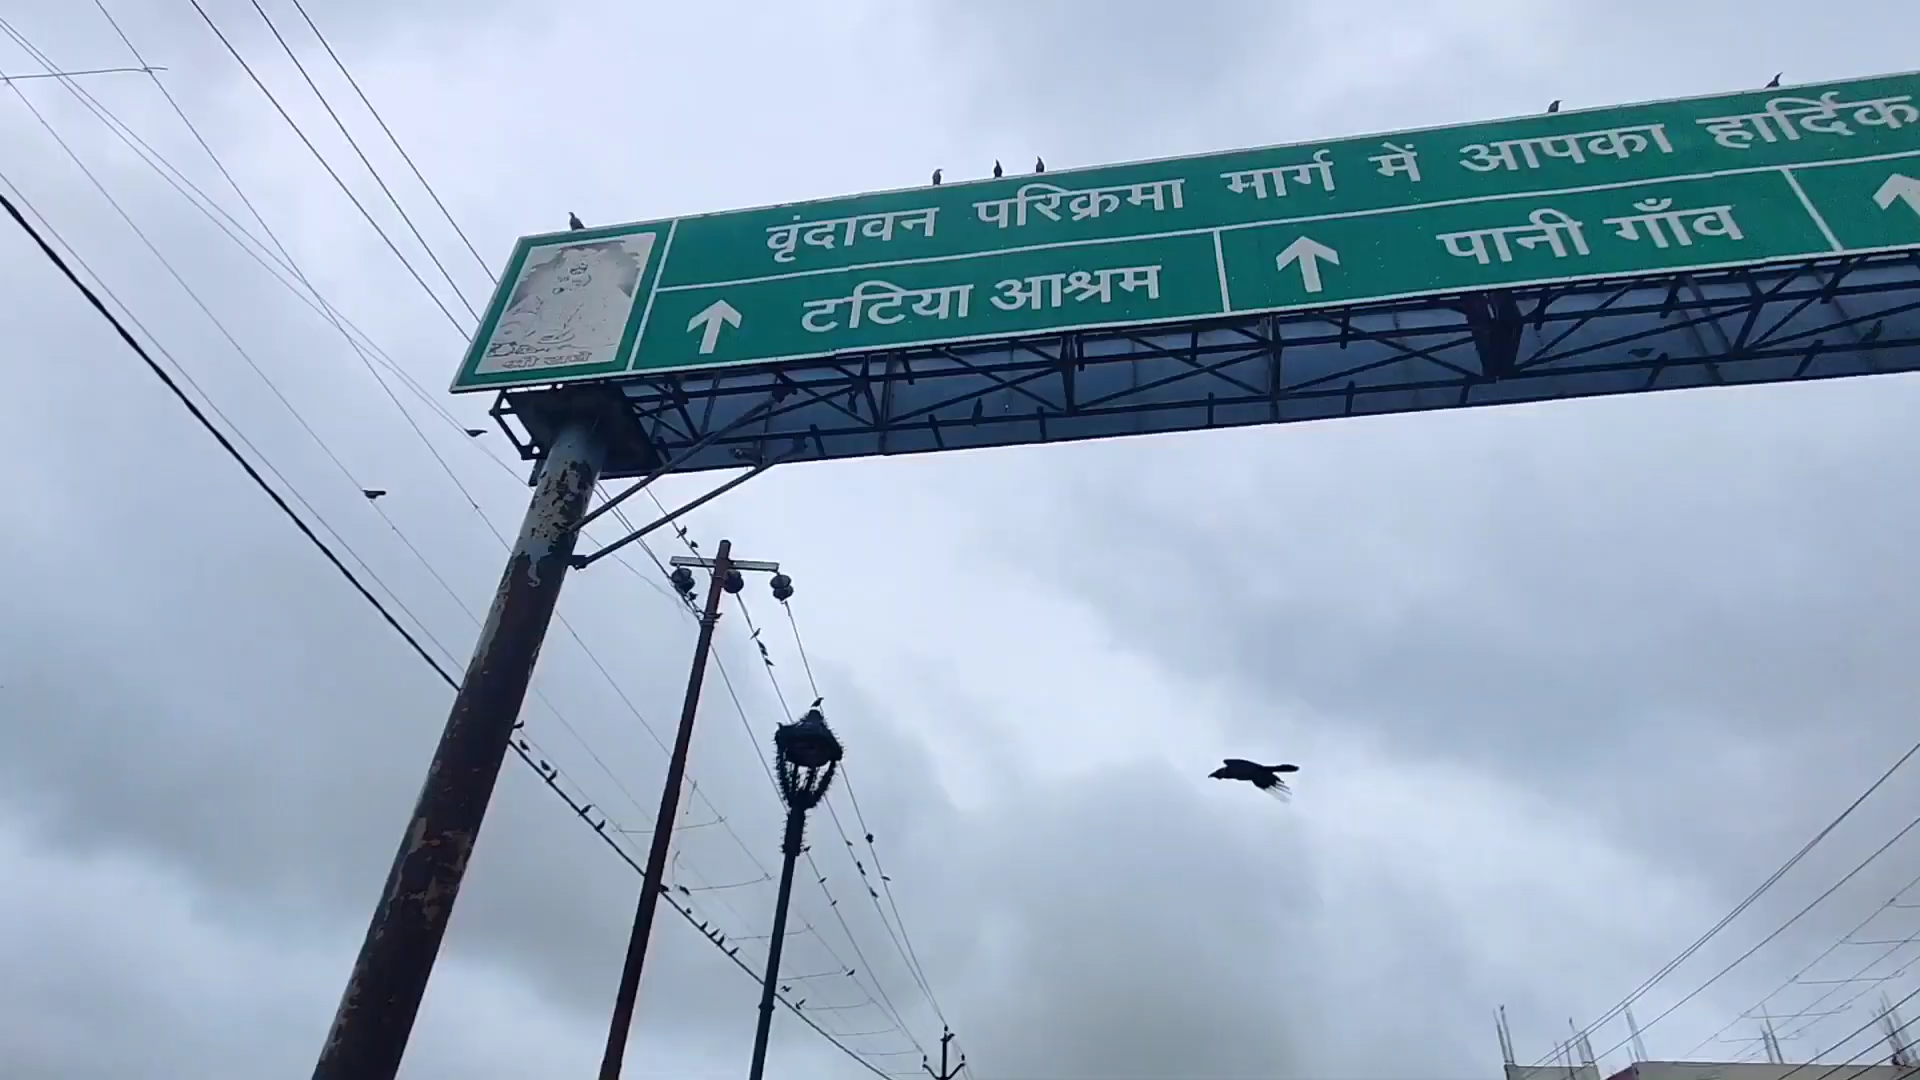 वृंदावन परिक्रमा मार्ग में आपका हार्दिक
टटिया आश्रम
पानी गाँव